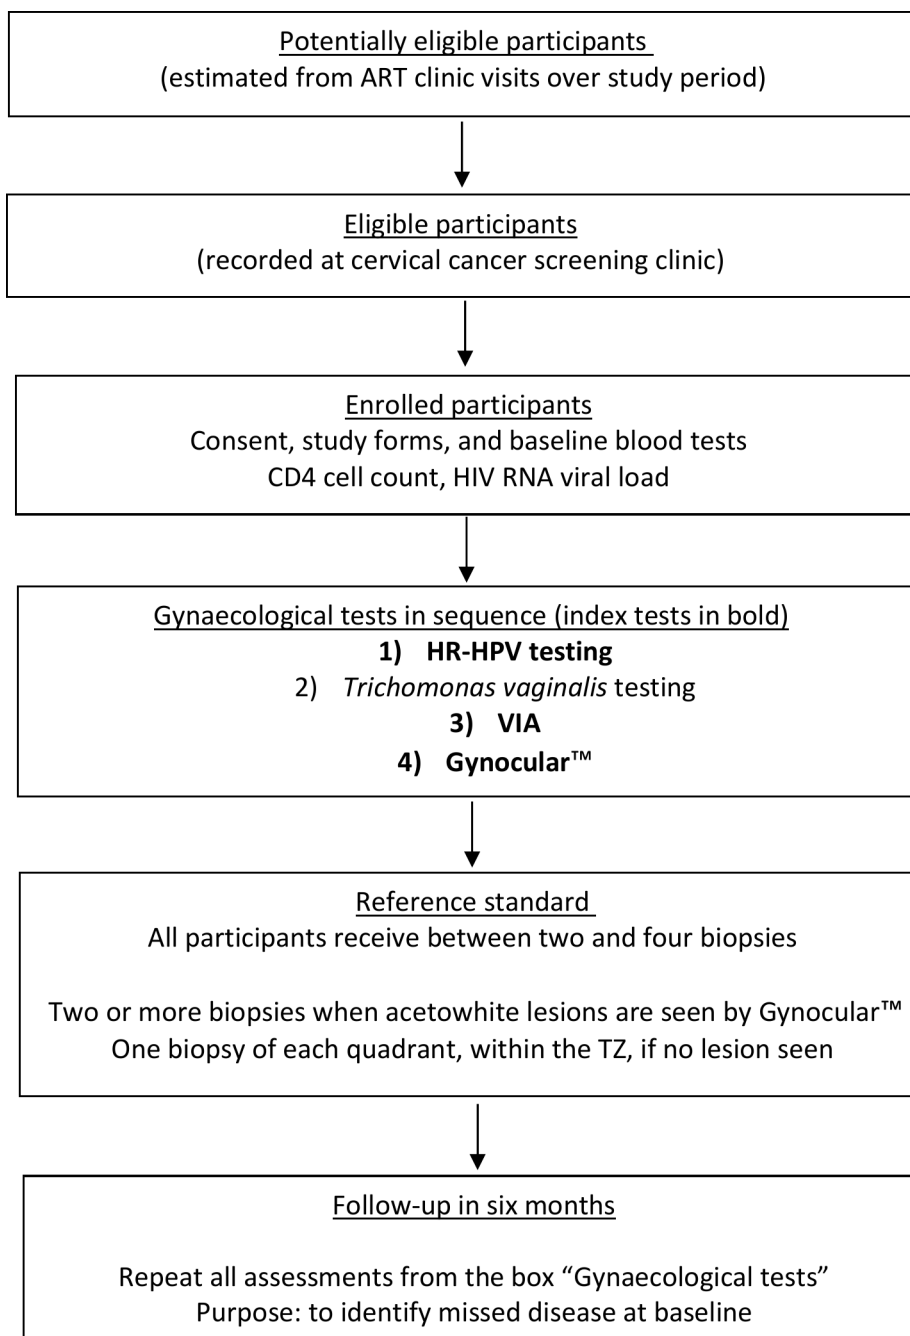 Potentially eligible participants
(estimated from ART clinic visits over study period)
Eligible participants
(recorded at cervical cancer screening clinic)
Enrolled participants
Consent, study forms, and baseline blood tests
CD4 cell count, HIV RNA viral load
Gynaecological tests in sequence (index tests in bold)
1) HR-HPV testing
2) Trichomonas vaginalis testing
3) VIA
4) Gynocular™
Reference standard
All participants receive between two and four biopsies
Two or more biopsies when acetowhite lesions are seen by Gynocular™
One biopsy of each quadrant, within the TZ, if no lesion seen
Follow-up in six months
Repeat all assessments from the box “Gynaecological tests”
Purpose: to identify missed disease at baseline